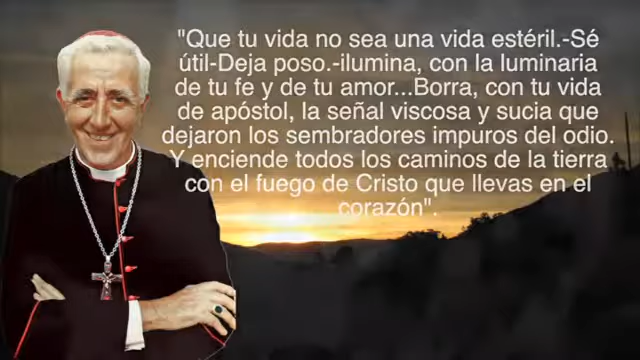 "Que tu vida no sea una vida estéril.-Sé
útil-Deja poso.-ilumina, con la luminaria
de tu fe y de tu amor...Borra, con tu vida
de apóstol, la señal viscosa y sucia que
dejaron los sembradores impuros del odio.
Y enciende todos los caminos de la tierra
con el fuego de Cristo que llevas en el
corazón".